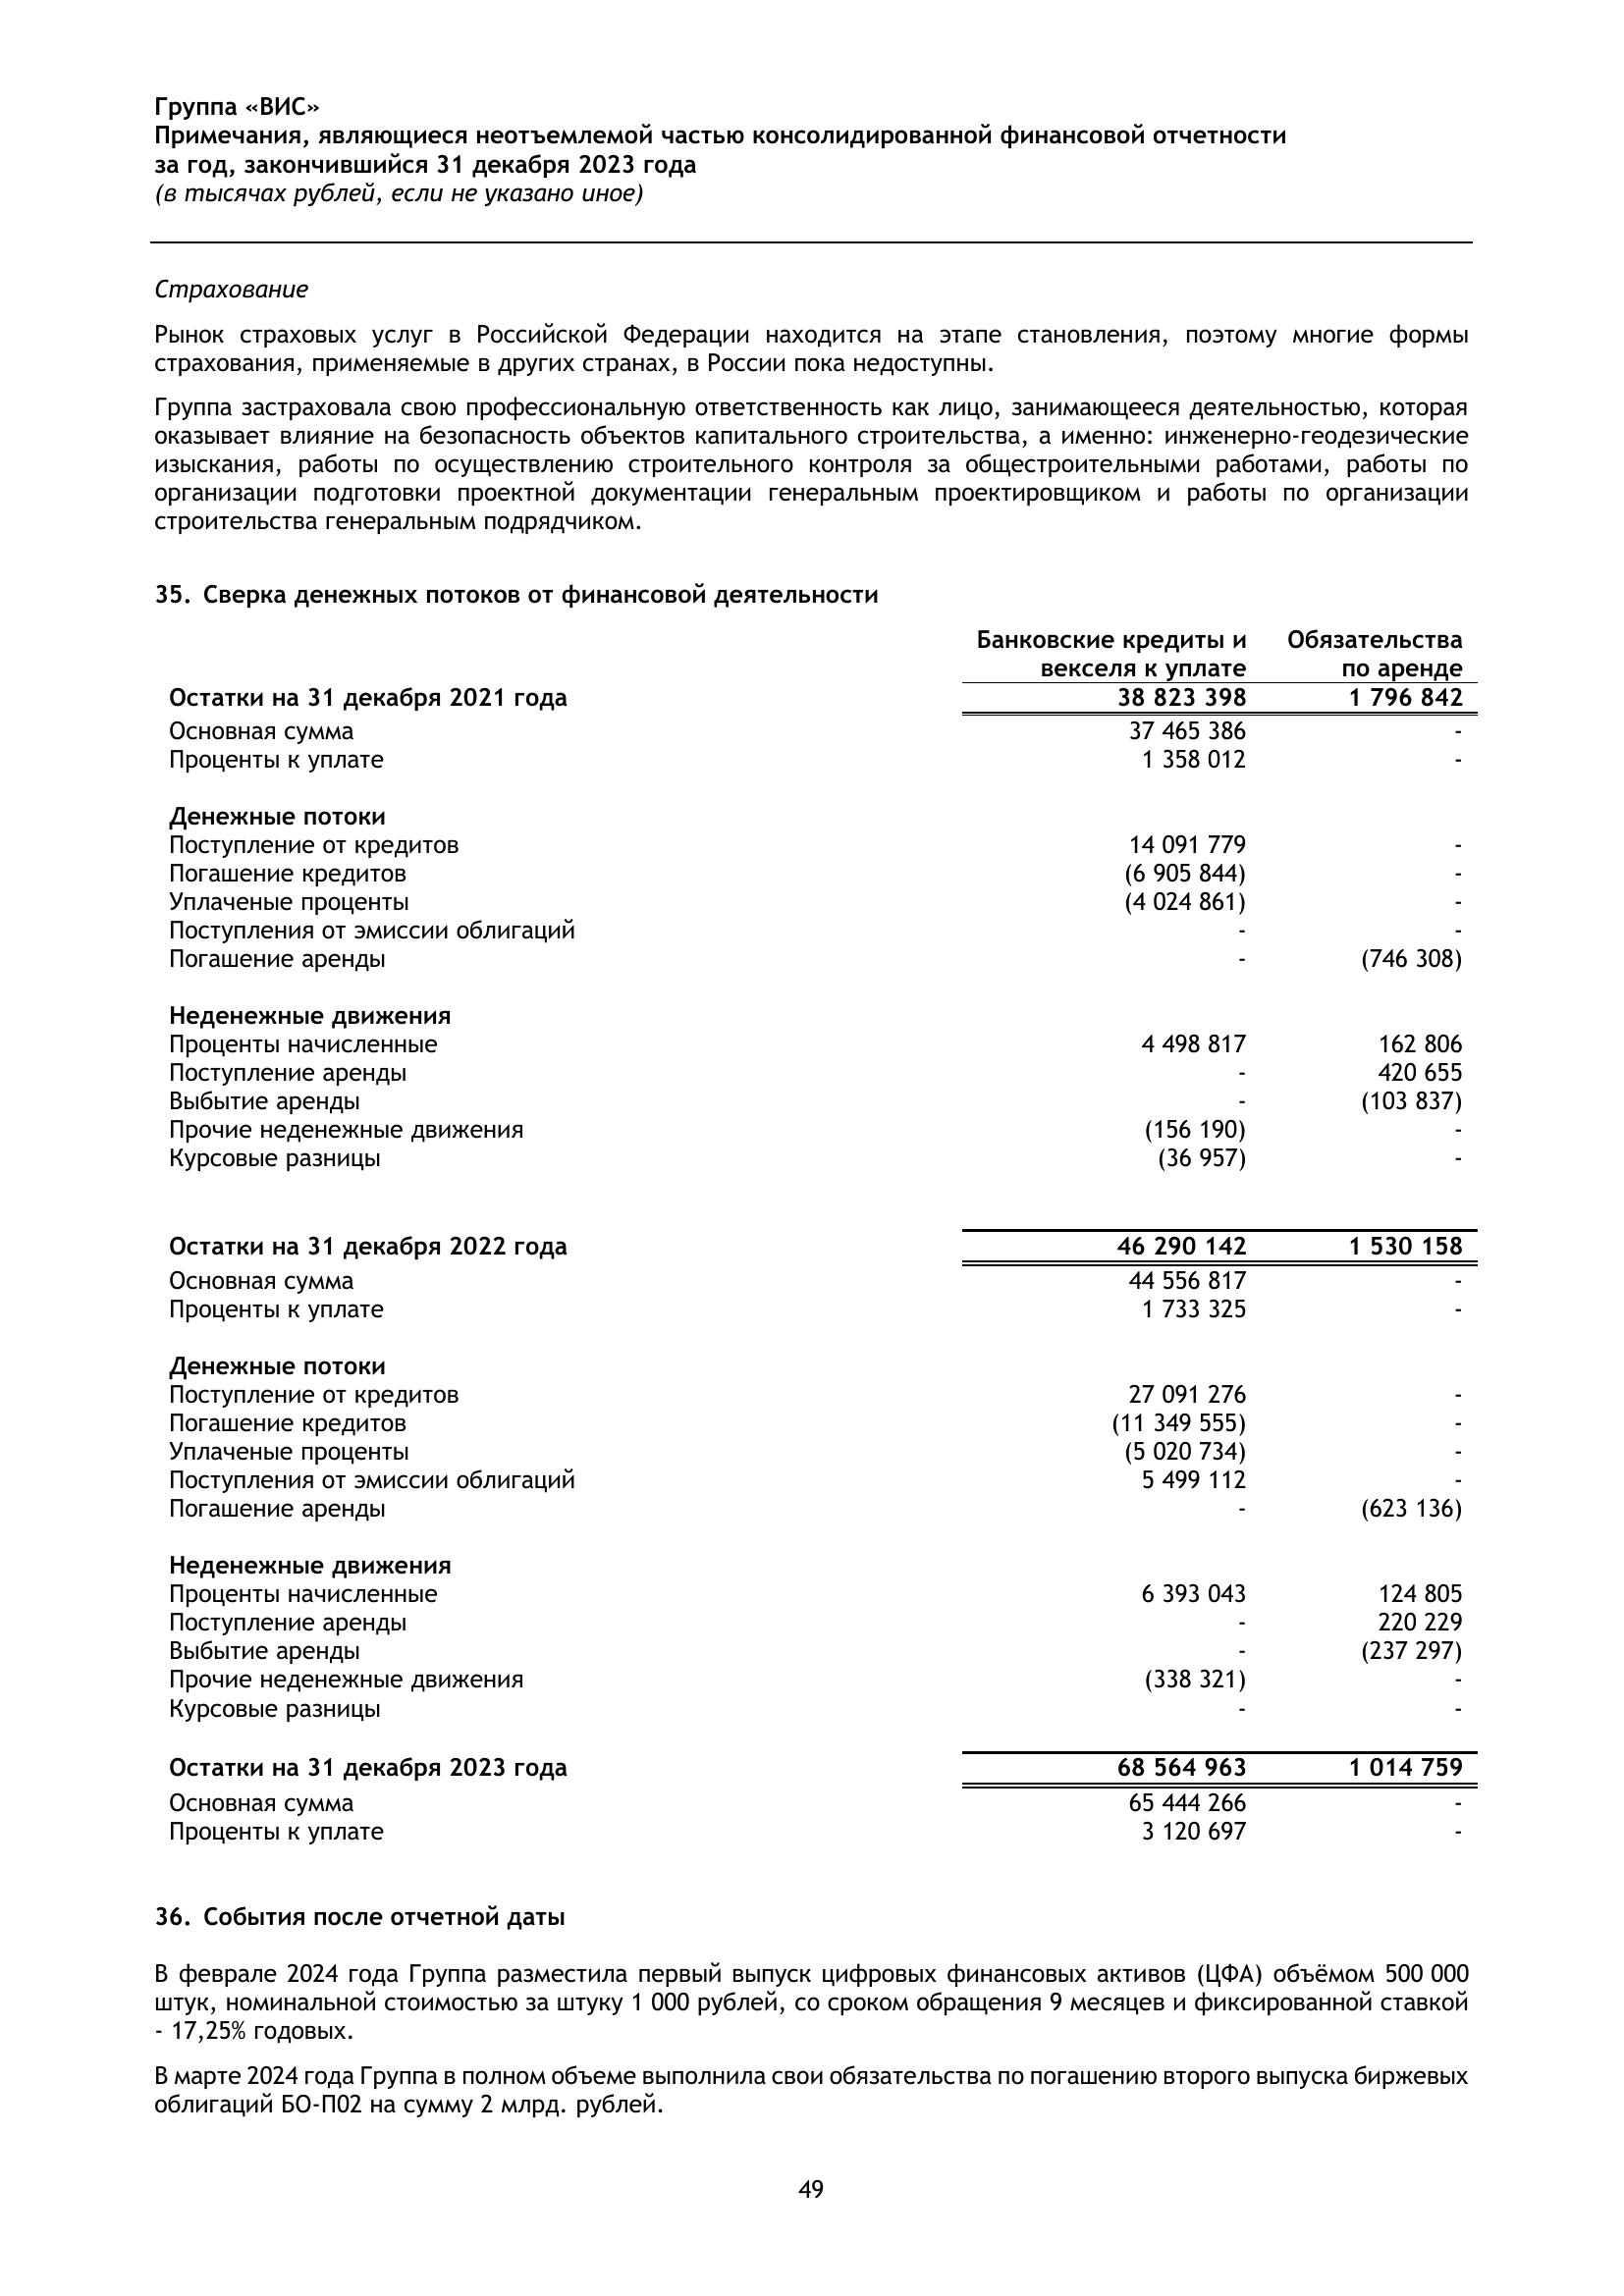 Группа «ВИС»
Примечания, являющиеся неотъемлемой частью консолидированной финансовой отчетности
за год, закончившийся 31 декабря 2023 года
(в тысячах рублей, если не указано иное)
Страхование
Рынок страховых услуг в Российской Федерации находится на этапе становления, поэтому многие формы
страхования, применяемые в других странах, в России пока недоступны.
Группа застраховала свою профессиональную ответственность как лицо, занимающееся деятельностью, которая
оказывает влияние на безопасность объектов капитального строительства, а именно: инженерно-геодезические
изыскания, работы по осуществлению строительного контроля за общестроительными работами, работы по
организации подготовки проектной документации генеральным проектировщиком и работы по организации
строительства генеральным подрядчиком.
35. Сверка денежных потоков от финансовой деятельности
Банковские кредиты и Обязательства
векселя к уплате по аренде
Остатки на 31 декабря 2021 года 38 823 398 1 796 842
Основная сумма 37 465 386 -
Проценты к уплате 1 358 012 -
Денежные потоки
Поступление от кредитов 14 091 779 -
Погашение кредитов (6 905 844) -
Уплаченые проценты (4 024 861) -
Поступления от эмиссии облигаций - -
Погашение аренды - (746 308)
Неденежные движения
Проценты начисленные 4 498 817 162 806
Поступление аренды - 420 655
Выбытие аренды - (103 837)
Прочие неденежные движения (156 190) -
Курсовые разницы (36 957) -
Остатки на 31 декабря 2022 года 46 290 142 1 530 158
Основная сумма 44 556 817 -
Проценты к уплате 1 733 325 -
Денежные потоки
Поступление от кредитов 27 091 276 -
Погашение кредитов (11 349 555) -
Уплаченые проценты (5 020 734) -
Поступления от эмиссии облигаций 5 499 112 -
Погашение аренды - (623 136)
Неденежные движения
Проценты начисленные 6 393 043 124 805
Поступление аренды - 220 229
Выбытие аренды - (237 297)
Прочие неденежные движения (338 321) -
Курсовые разницы - -
Остатки на 31 декабря 2023 года 68 564 963 1 014 759
Основная сумма 65 444 266 -
Проценты к уплате 3 120 697 -
36. События после отчетной даты
В феврале 2024 года Группа разместила первый выпуск цифровых финансовых активов (ЦФА) объёмом 500 000
штук, номинальной стоимостью за штуку 1 000 рублей, со сроком обращения 9 месяцев и фиксированной ставкой
- 17,25% годовых.
В марте 2024 года Группа в полном объеме выполнила свои обязательства по погашению второго выпуска биржевых
облигаций БО-П02 на сумму 2 млрд. рублей.
49